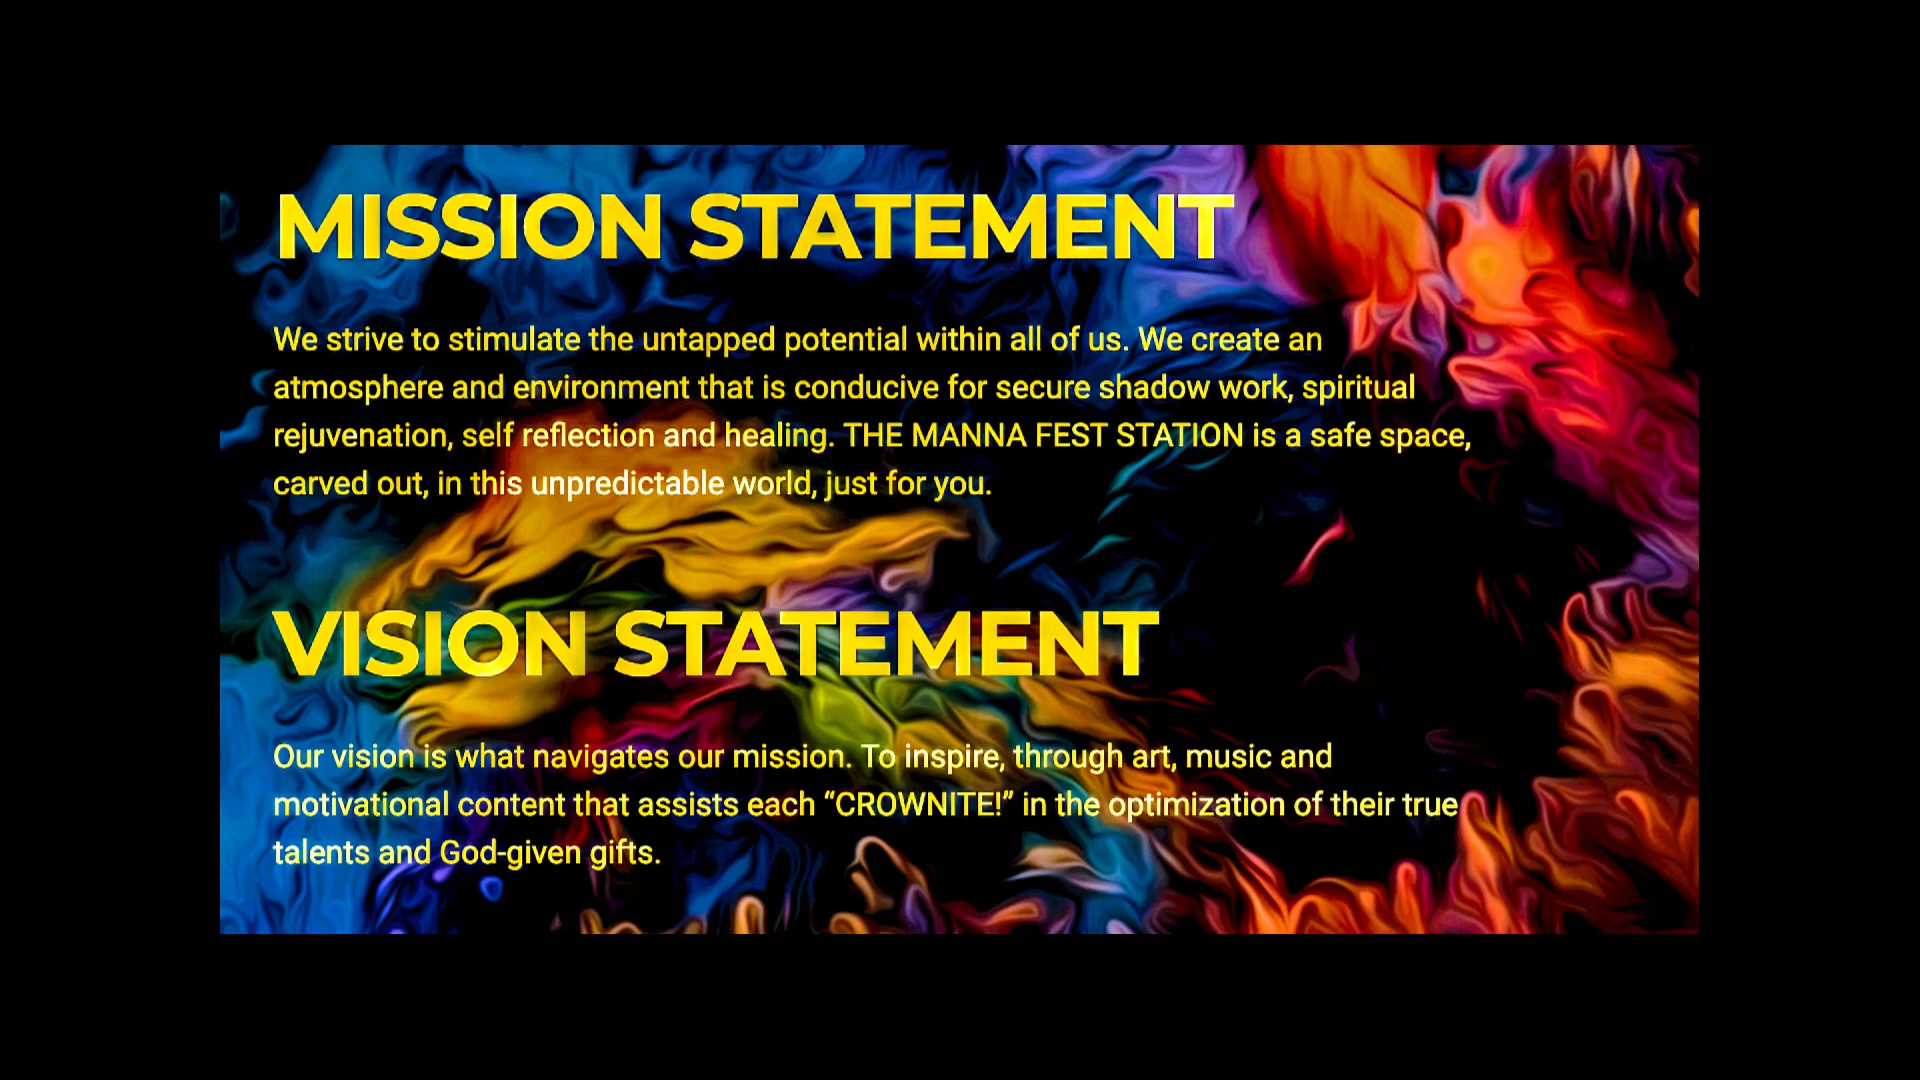 MISSION STATEMENT
We strive to stimulate the untapped potential within all of us. We create an
atmosphere and environment that is conducive for secure shadow work, spiritual
rejuvenation, self reflection and healing. THE MANNA FEST STATION is a safe space,
carved out, in this unpredictable world, just for you.
VISION STATEMENT
Our vision is what navigates our mission. To inspire, through art, music and
motivational content that assists each “CROWNITE!” in the optimization of their true
talents and God-given gifts.